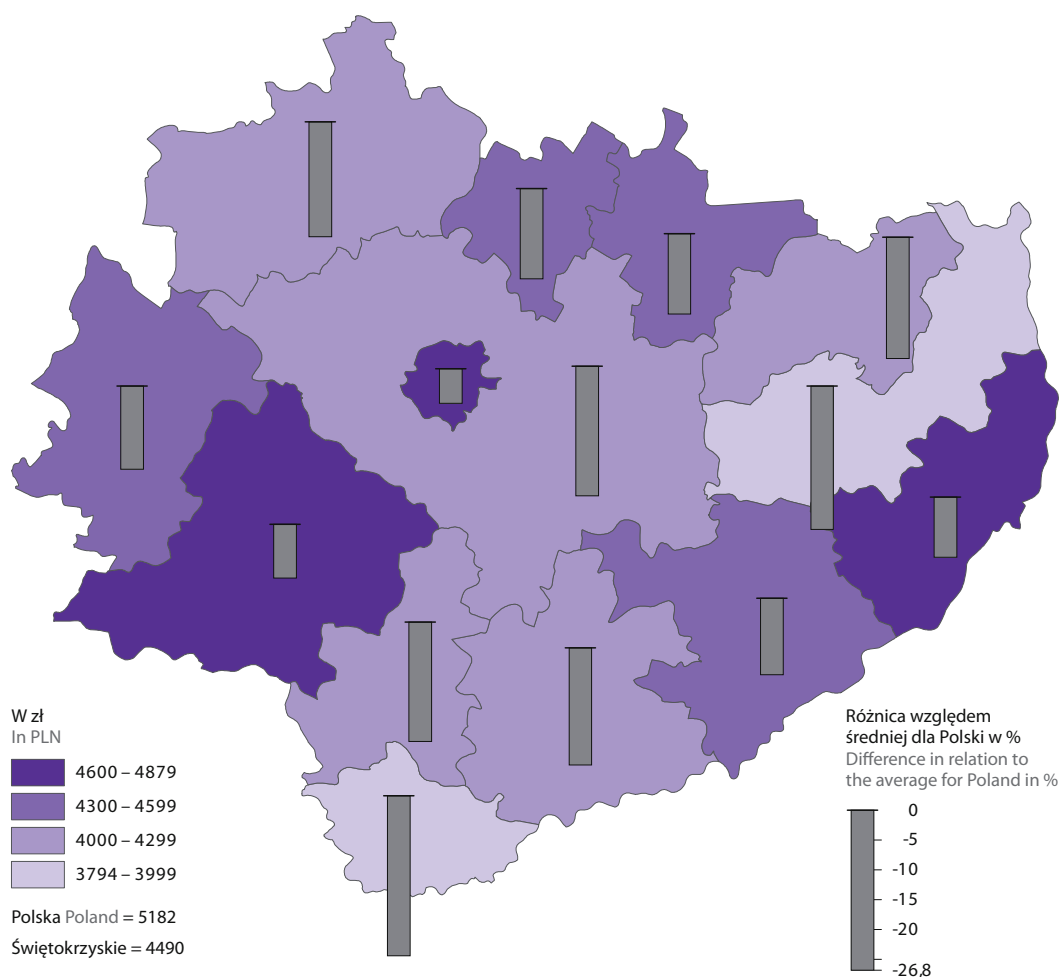 W zł
In PLN
4600 – 4879
4300 – 4599
4000 – 4299
3794 – 3999
Polska Poland = 5182
Świętokrzyskie = 4490
Różnica względem
średniej dla Polski w %
Difference in relation to
the average for Poland in %
0
-5
-10
-15
-20
-26,8